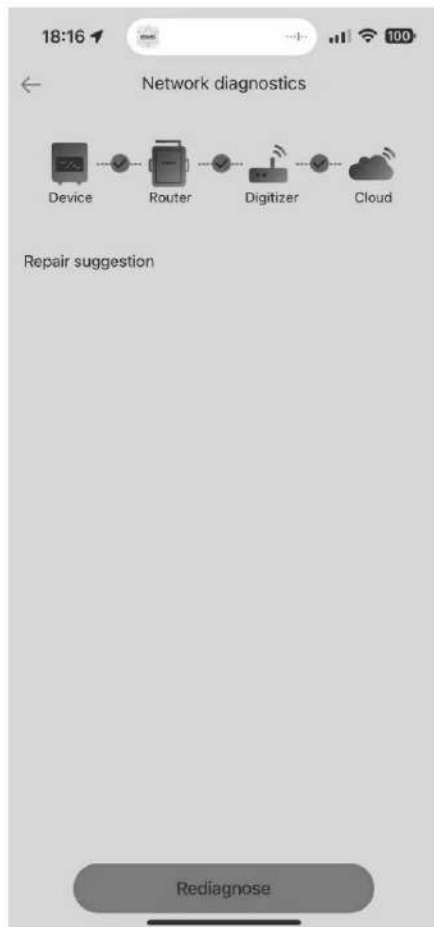 18:16
100
Network diagnostics
Device Router Digitizer Cloud
Repair suggestion
Rediagnose